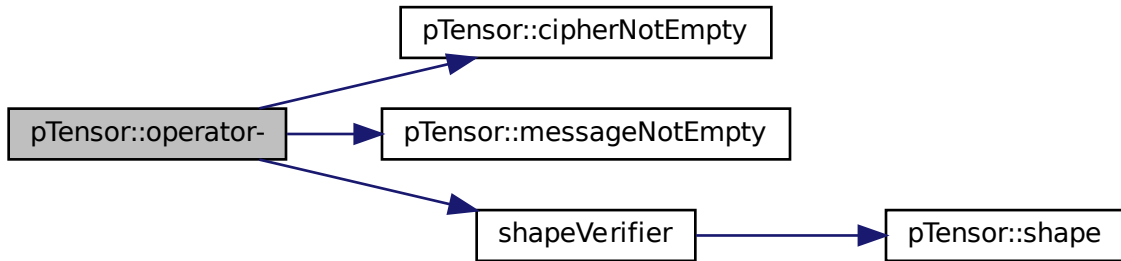 pTensor::cipherNotEmpty
pTensor::operator-
pTensor::messageNotEmpty
shapeVerifier
pTensor::shape